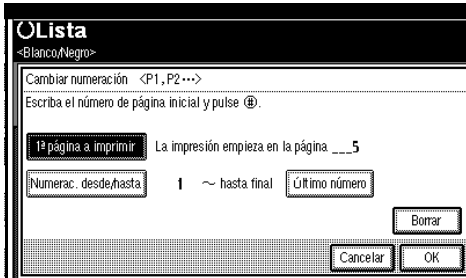 Lista
<Blanco/Negro>
Cambiar numeración <P1,P2···>
Escriba el número de página inicial y pulse ⊛.
1ª página a imprimir La impresión empieza en la página ___5
Numerac. desde/hasta 1 ~ hasta final Último número
Borrar
Cancelar OK